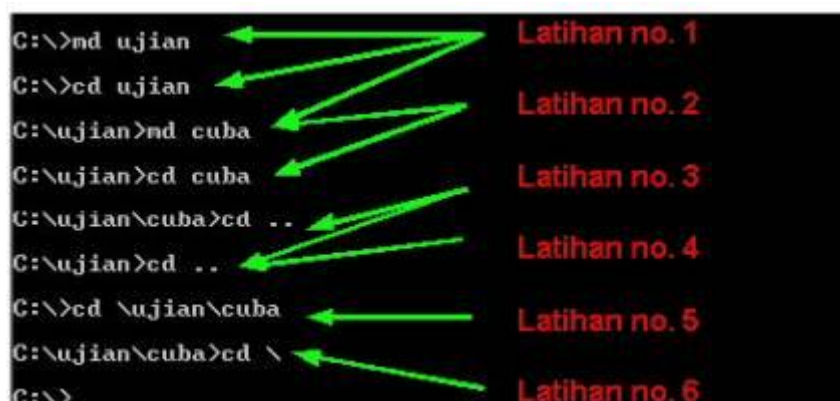 C:\>md ujian
Latihan no. 1
C:\>cd ujian
Latihan no. 2
C:\ujian>md cuba
C:\ujian>cd cuba
Latihan no. 3
C:\ujian\cuba>cd ..
Latihan no. 4
C:\ujian>cd ..
C:\>cd \ujian\cuba
Latihan no. 5
C:\ujian\cuba>cd \
Latihan no. 6
C:\>